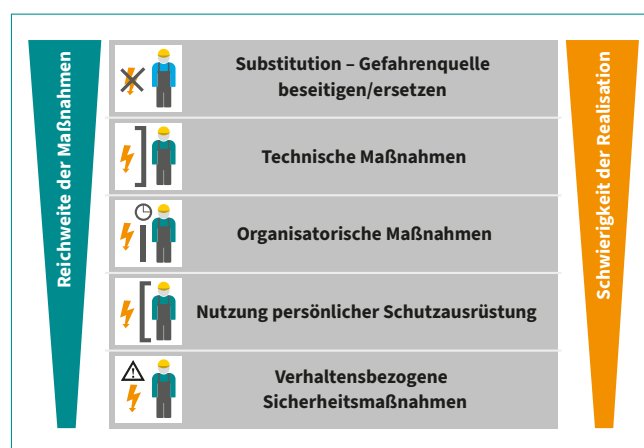 Reichweite der Maßnahmen
Substitution – Gefahrenquelle
beseitigen/ersetzen
Technische Maßnahmen
Organisatorische Maßnahmen
Nutzung persönlicher Schutzausrüstung
Verhaltensbezogene
Sicherheitsmaßnahmen
Schwierigkeit der Realisation